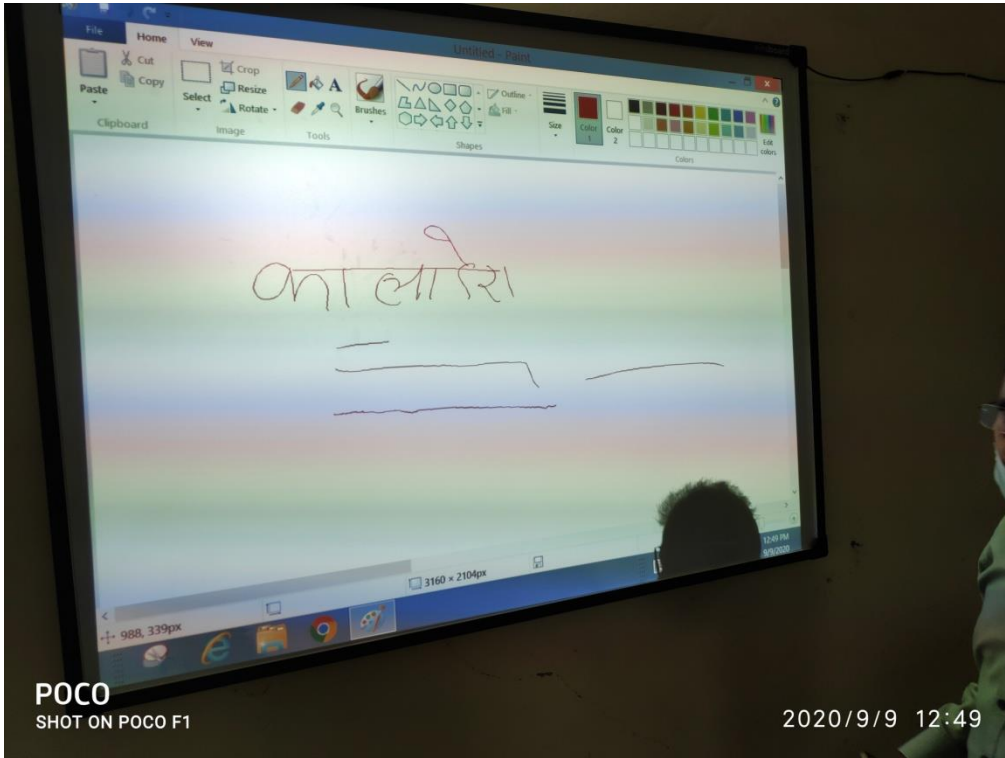 Untitled - Paint
File Home View
Paste
Cut
Copy
Clipboard
Select
Crop
Resize
Rotate
Image
Tools
Brushes
Shapes
Outline
Fill
Size
Color 1
Color 2
Edit colors
Colors
कालारेरा
988, 339px
3160 × 2104px
12:49 PM
9/9/2020
POCO
SHOT ON POCO F1
2020/9/9 12:49